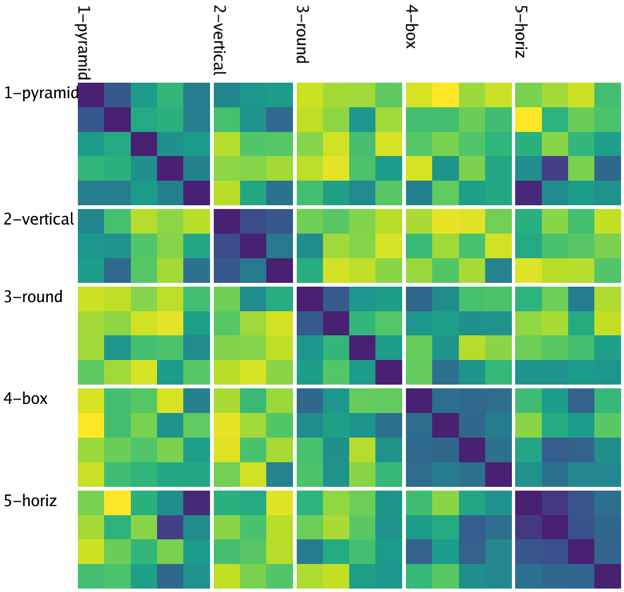 1-pyramid
2-vertical
3-round
4-box
5-horiz
1-pyramid
2-vertical
3-round
4-box
5-horiz